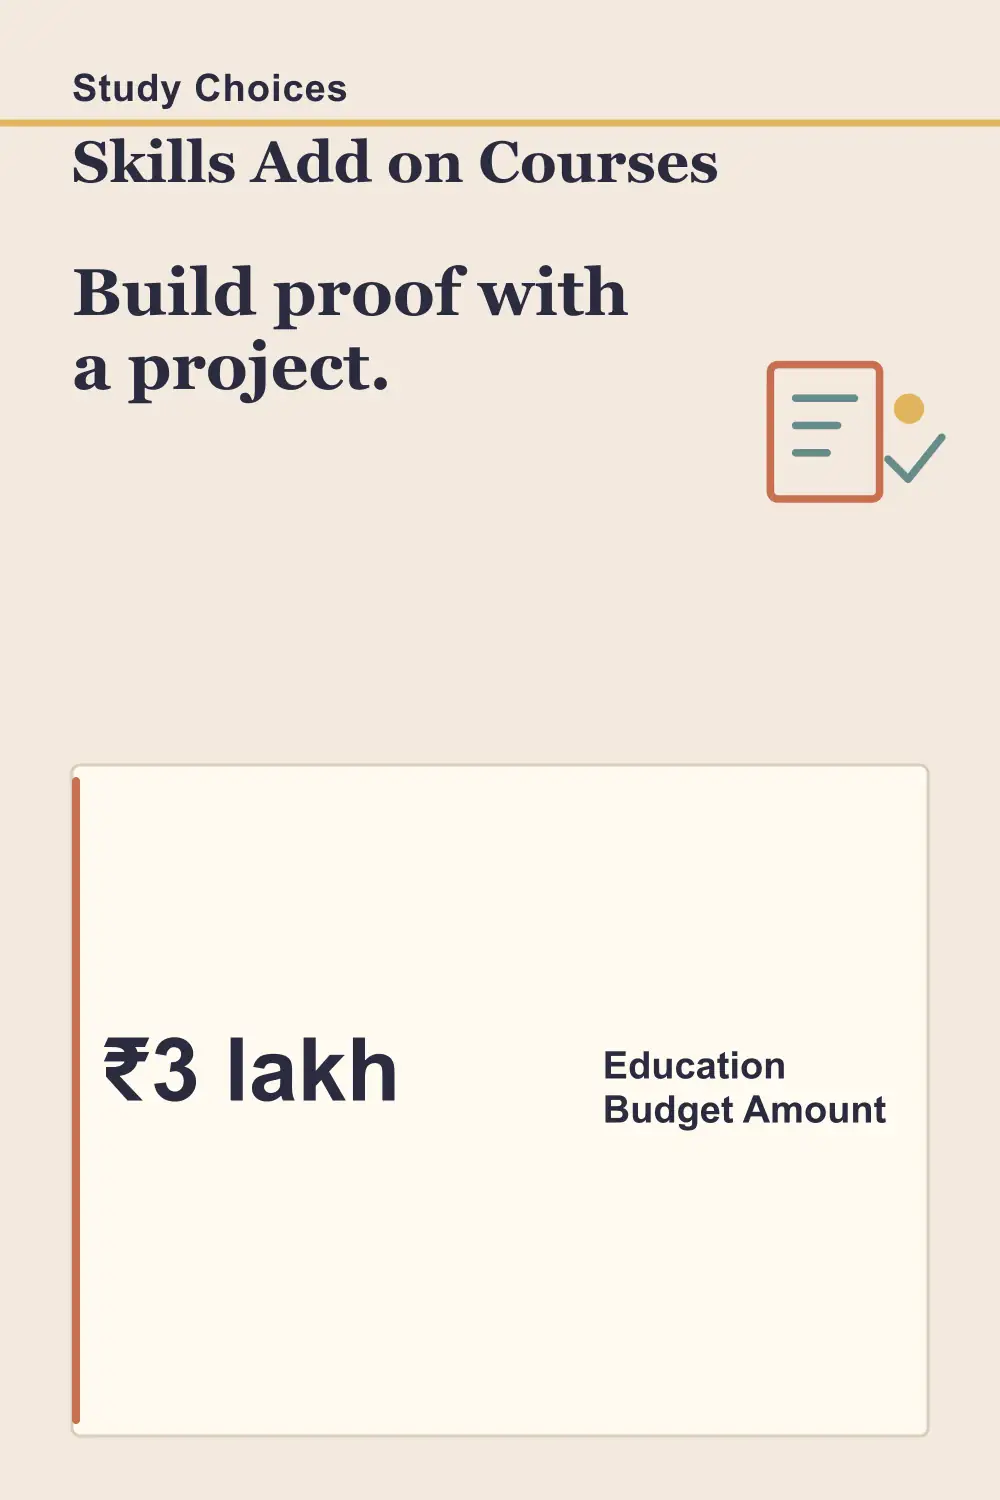 Study Choices
Skills Add on Courses
Build proof with
a project.
₹3 lakh
Education
Budget Amount